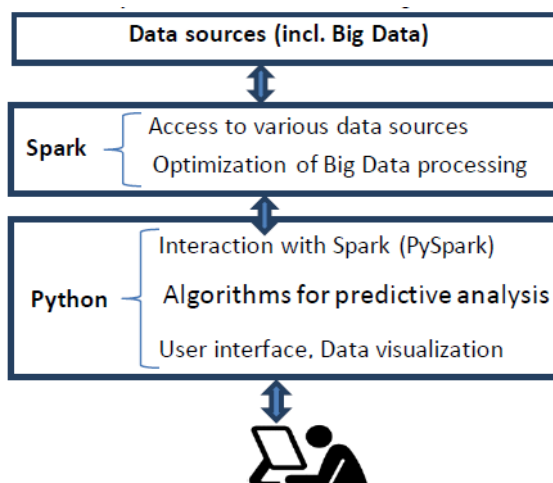 Data sources (incl. Big Data)
Spark
Access to various data sources
Optimization of Big Data processing
Python
Interaction with Spark (PySpark)
Algorithms for predictive analysis
User interface, Data visualization